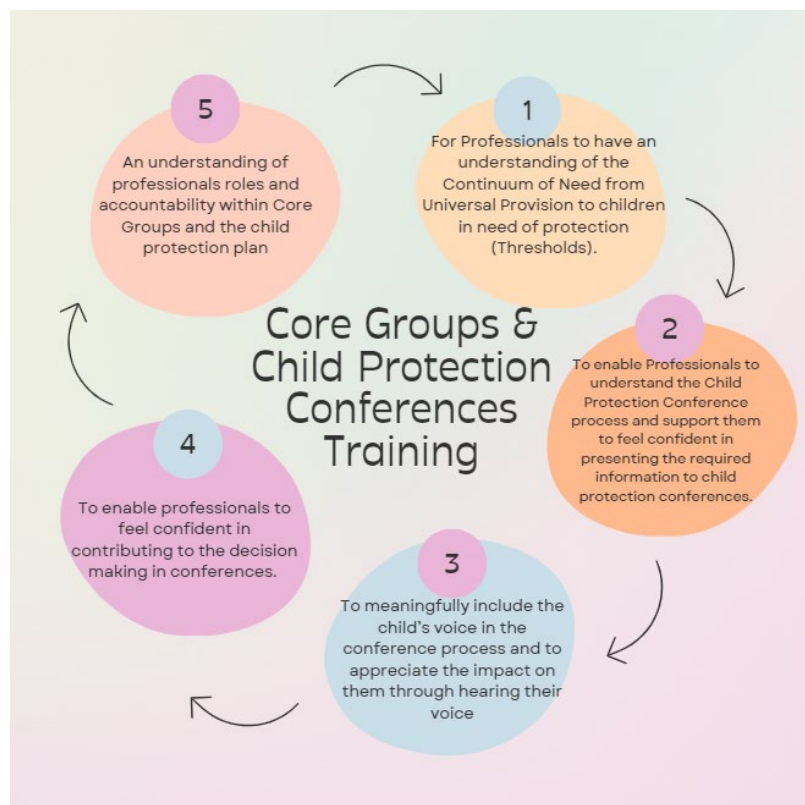 Core Groups &
Child Protection
Conferences
Training
1
For Professionals to have an
understanding of the
Continuum of Need from
Universal Provision to children
in need of protection
(Thresholds).
2
To enable Professionals to
understand the Child
Protection Conference
process and support them
to feel confident in
presenting the required
information to child
protection conferences.
3
To meaningfully include the
child’s voice in the
conference process and to
appreciate the impact on
them through hearing their
voice
4
To enable professionals to
feel confident in
contributing to the decision
making in conferences.
5
An understanding of
professionals roles and
accountability within Core
Groups and the child
protection plan